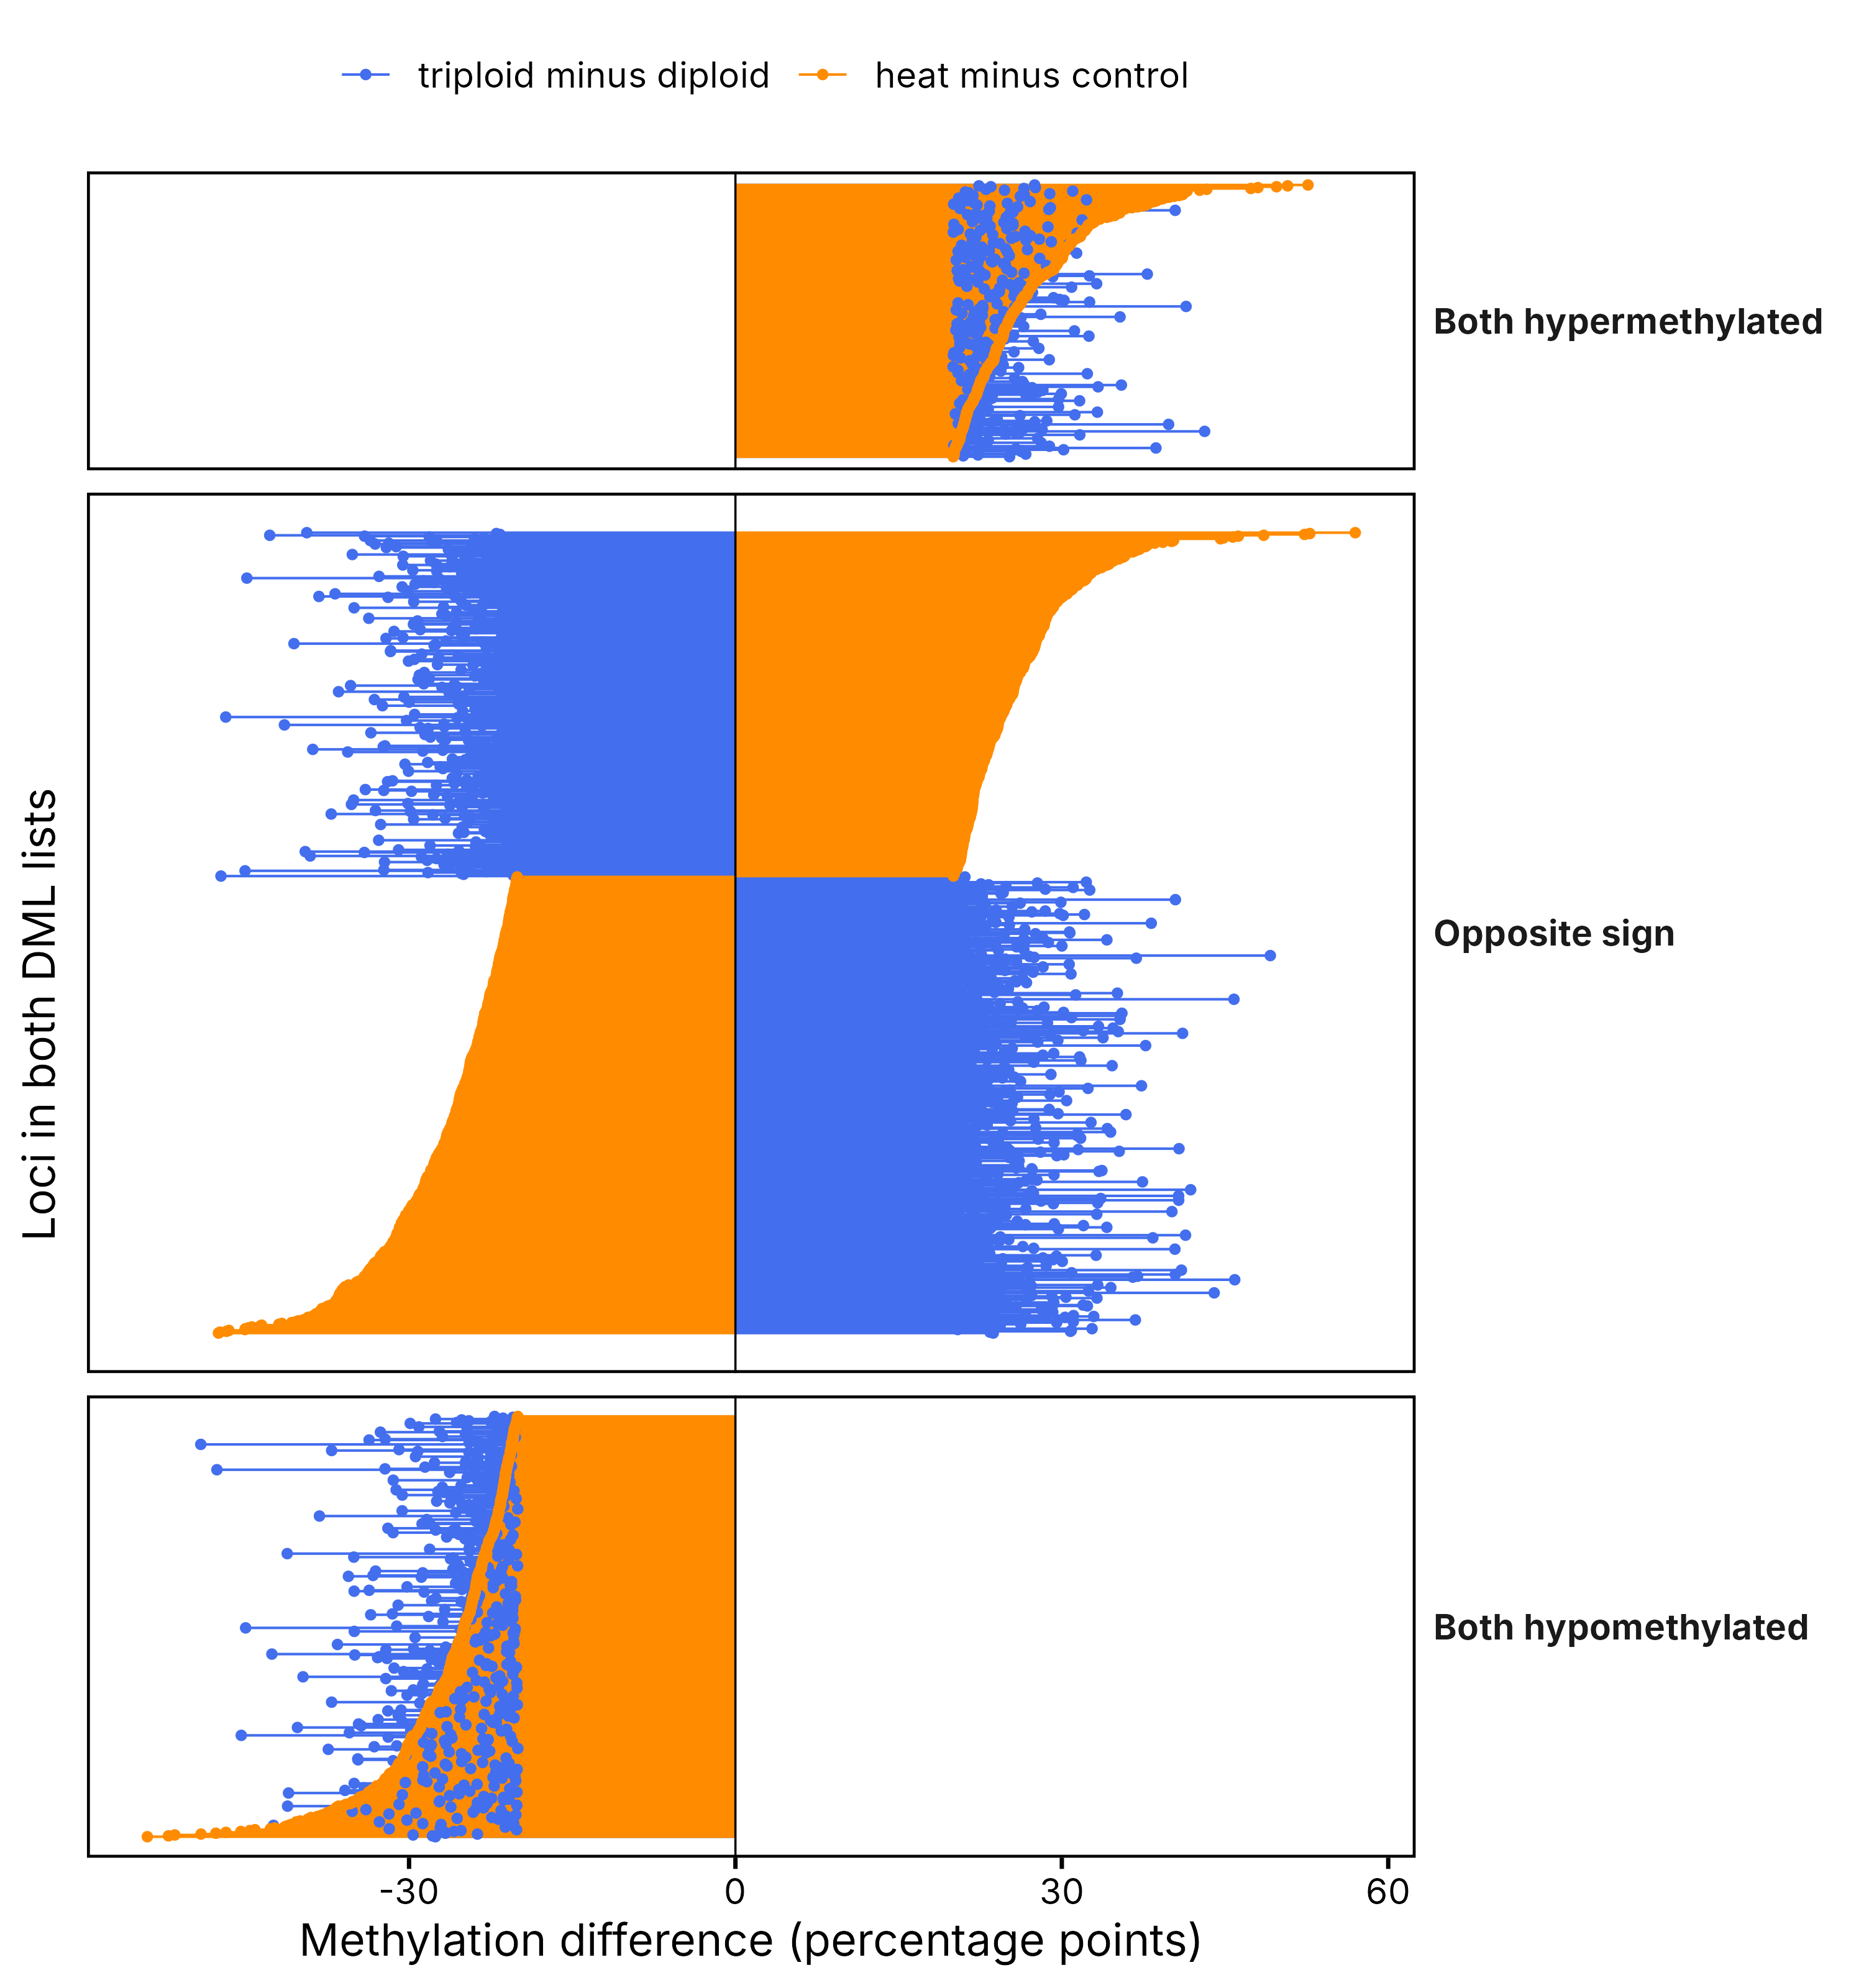 triploid minus diploid heat minus control
Both hypermethylated
Loci in both DML lists
Opposite sign
Both hypomethylated
-30 0 30 60
Methylation difference (percentage points)